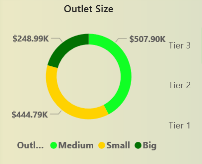 Outlet Size
$248.99K
$507.90K
Tier 3
Tier 2
$444.79K
Tier 1
Outl... Medium Small Big